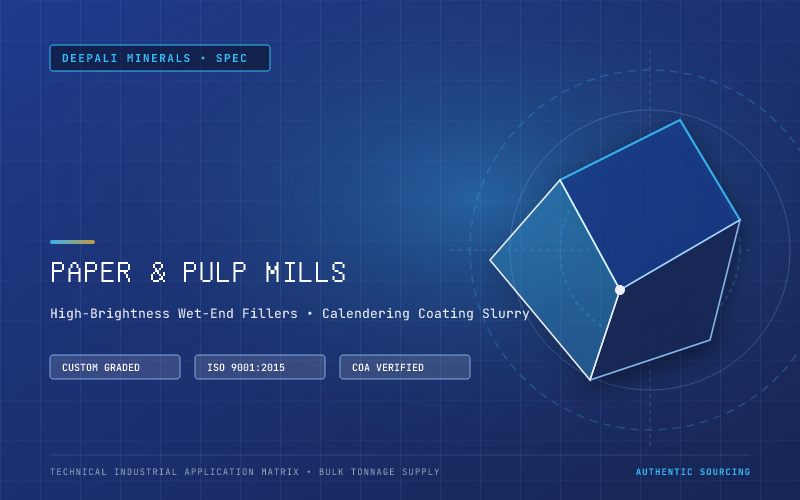 DEEPALI MINERALS • SPEC
PAPER & PULP MILLS
High-Brightness Wet-End Fillers • Calendering Coating Slurry
CUSTOM GRADED
ISO 9001:2015
COA VERIFIED
TECHNICAL INDUSTRIAL APPLICATION MATRIX • BULK TONNAGE SUPPLY
AUTHENTIC SOURCING